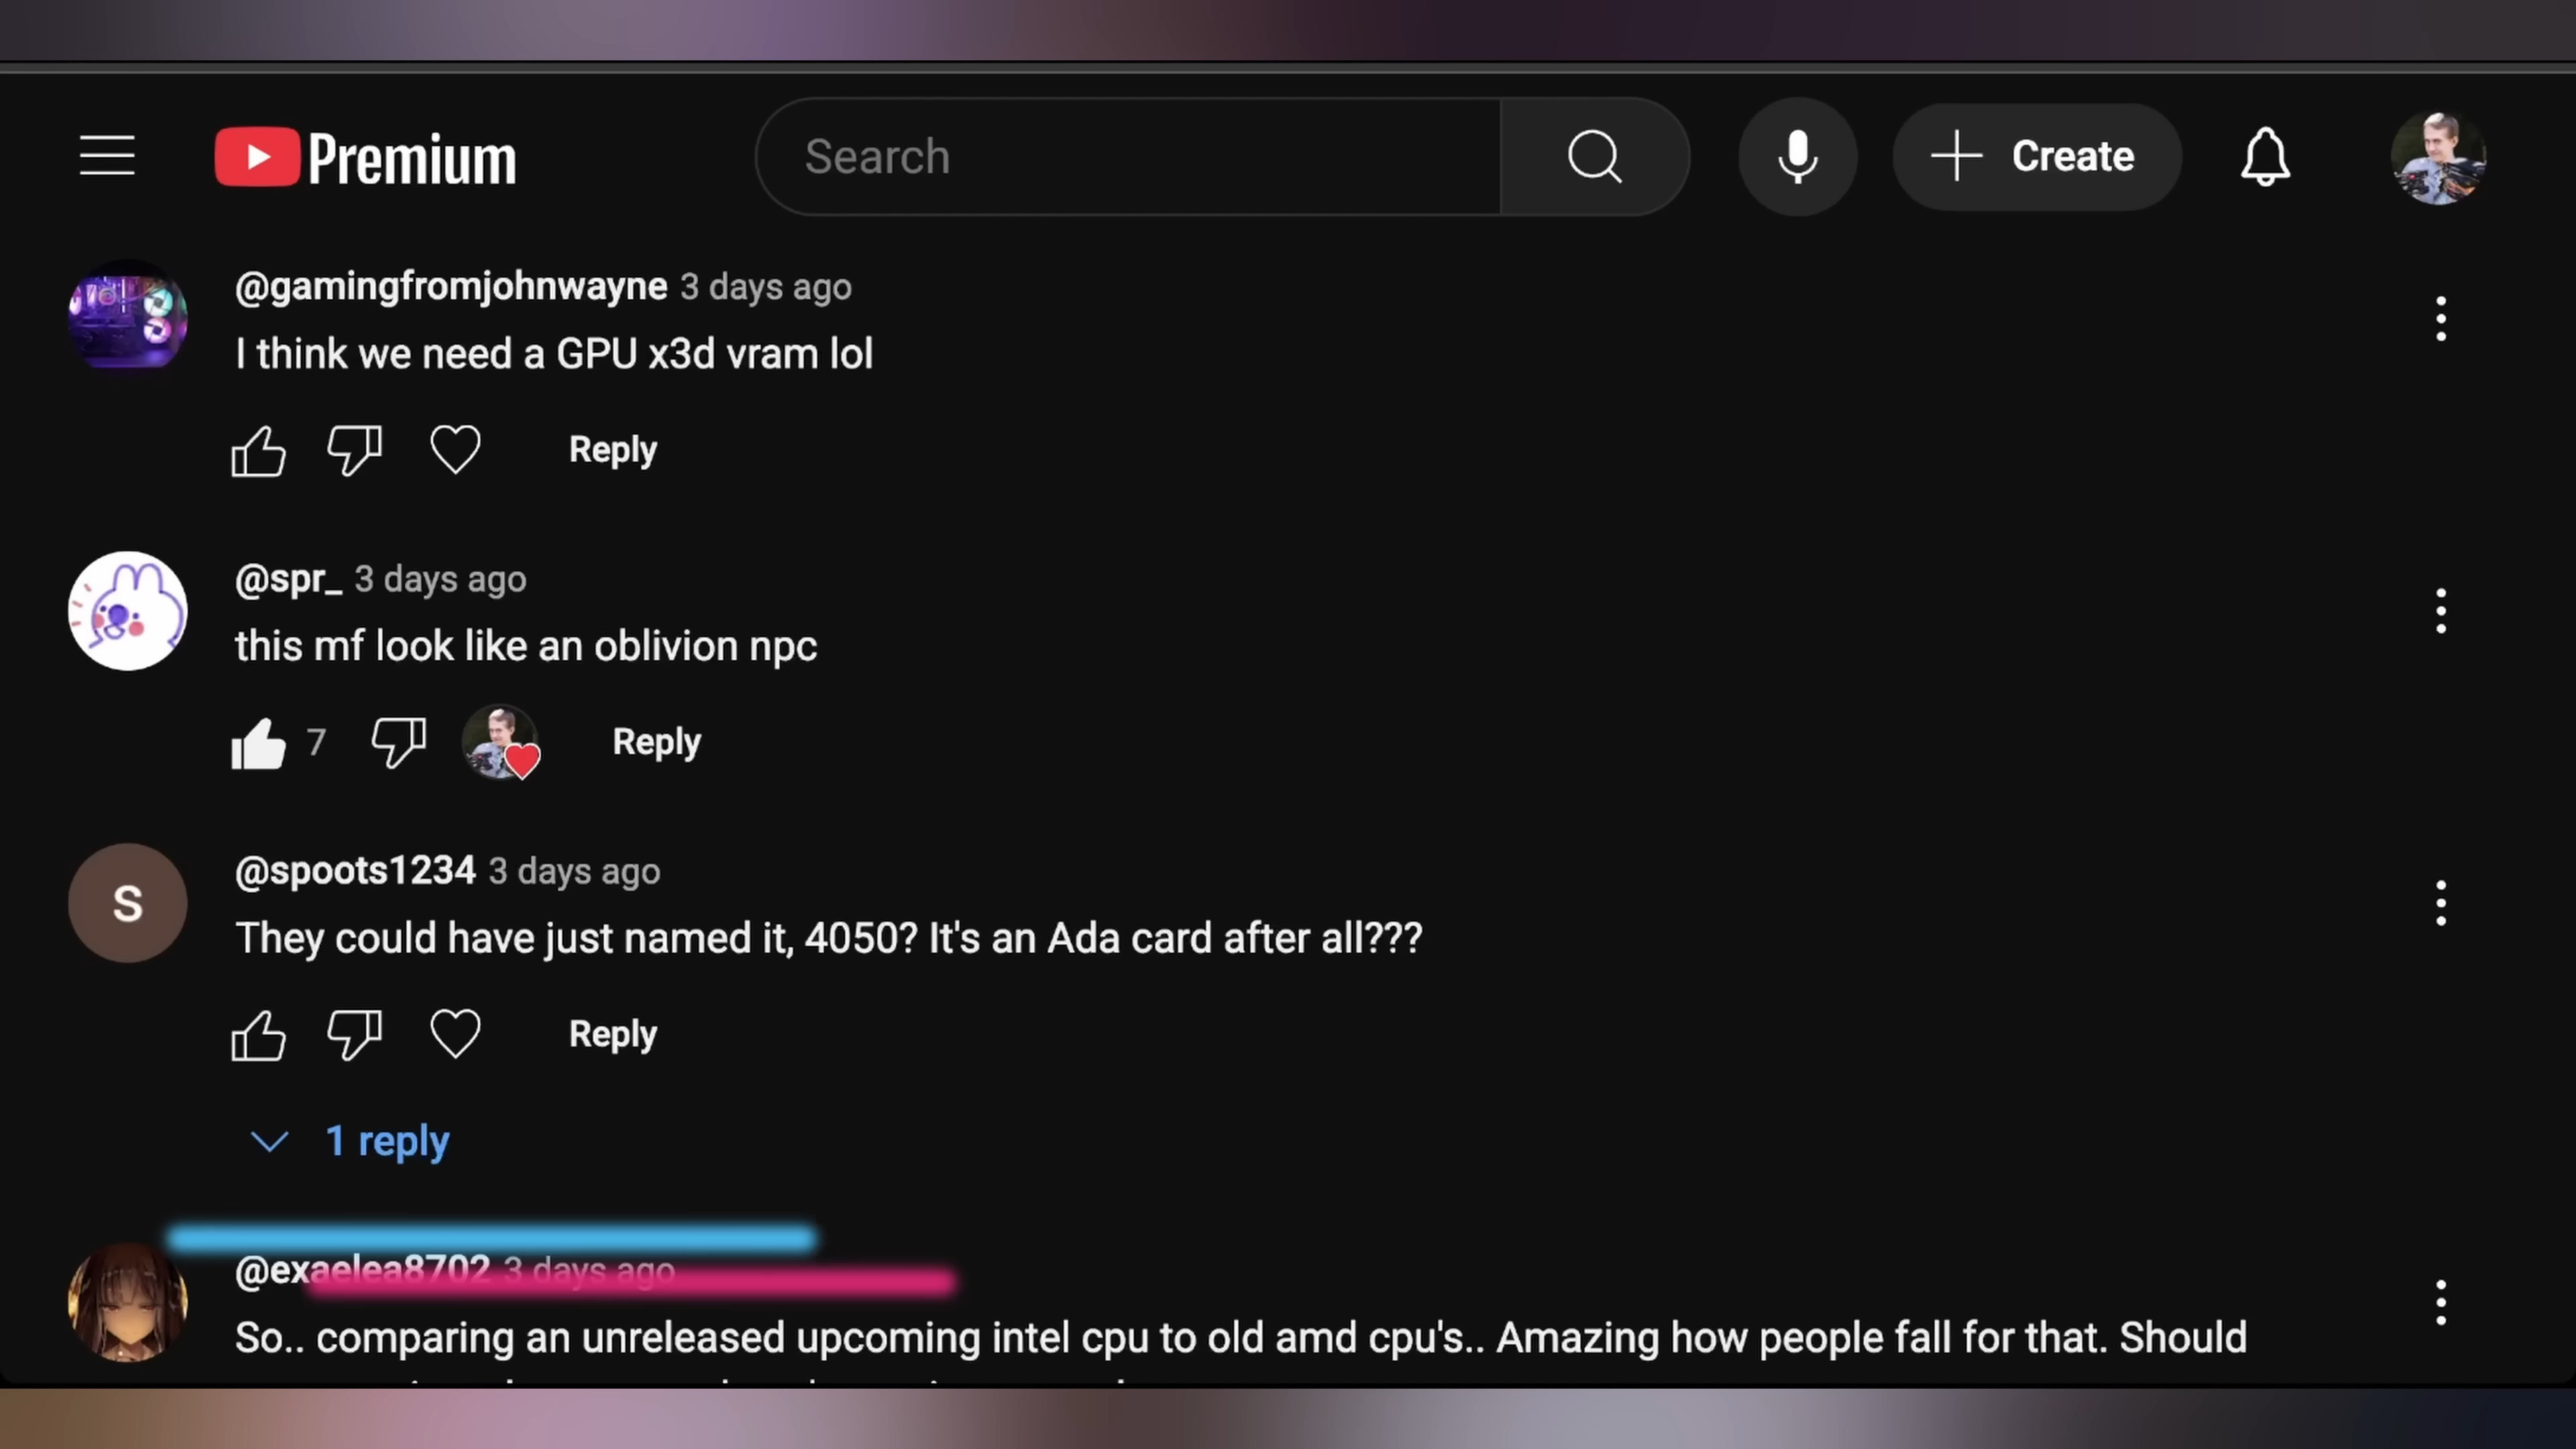 Premium
Search
Create
@gamingfromjohnwayne 3 days ago
I think we need a GPU x3d vram lol
Reply
@spr_ 3 days ago
this mf look like an oblivion npc
7
Reply
S
@spoots1234 3 days ago
They could have just named it, 4050? It's an Ada card after all???
Reply
1 reply
@exaelea8702 3 days ago
So.. comparing an unreleased upcoming intel cpu to old amd cpu's.. Amazing how people fall for that. Should